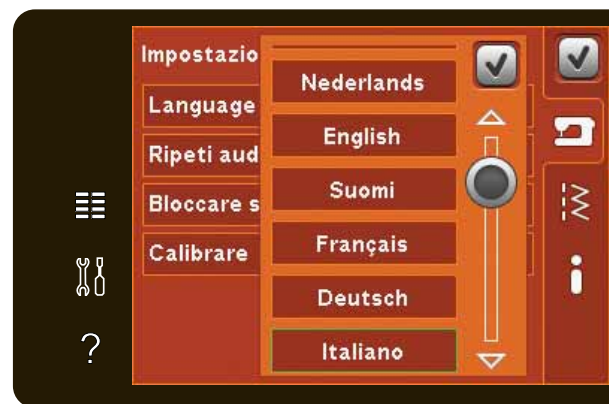 Impostazio
Language
Ripeti aud
Bloccare s
Calibrare
Nederlands
English
Suomi
Français
Deutsch
Italiano
?